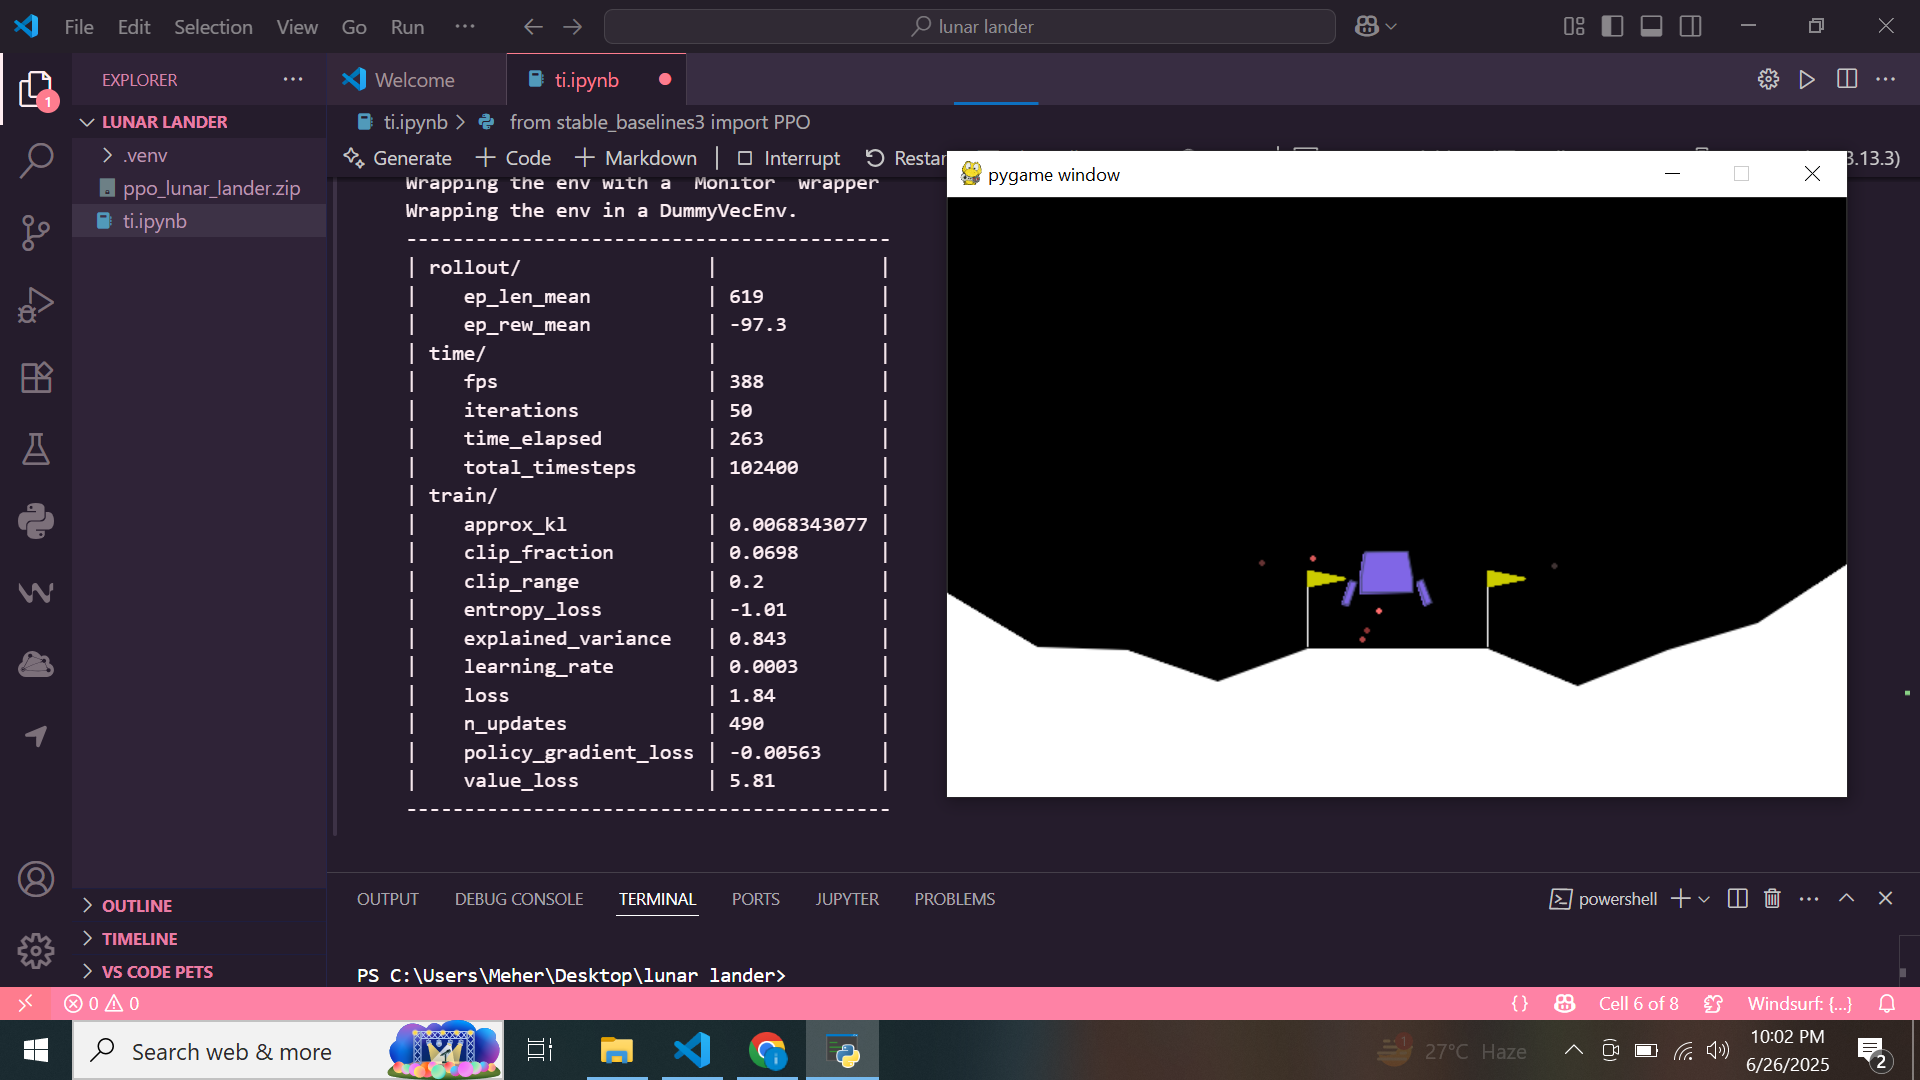 File Edit Selection View Go Run ··· lunar lander
EXPLORER ···
1
LUNAR LANDER
.venv
ppo_lunar_lander.zip
ti.ipynb
Welcome ti.ipynb ···
ti.ipynb > from stable_baselines3 import PPO
Generate + Code + Markdown | Interrupt Restar 3.13.3)
Wrapping the env with a `Monitor` wrapper
Wrapping the env in a DummyVecEnv.
------------------------------------------
| rollout/ | |
| ep_len_mean | 619 |
| ep_rew_mean | -97.3 |
| time/ | |
| fps | 388 |
| iterations | 50 |
| time_elapsed | 263 |
| total_timesteps | 102400 |
| train/ | |
| approx_kl | 0.0068343077 |
| clip_fraction | 0.0698 |
| clip_range | 0.2 |
| entropy_loss | -1.01 |
| explained_variance | 0.843 |
| learning_rate | 0.0003 |
| loss | 1.84 |
| n_updates | 490 |
| policy_gradient_loss | -0.00563 |
| value_loss | 5.81 |
------------------------------------------
pygame window
OUTLINE
TIMELINE
VS CODE PETS
OUTPUT DEBUG CONSOLE TERMINAL PORTS JUPYTER PROBLEMS powershell ···
PS C:\Users\Meher\Desktop\lunar lander>
0 0 {} Cell 6 of 8 Windsurf: {...}
Search web & more 1 27°C Haze 10:02 PM
6/26/2025 2